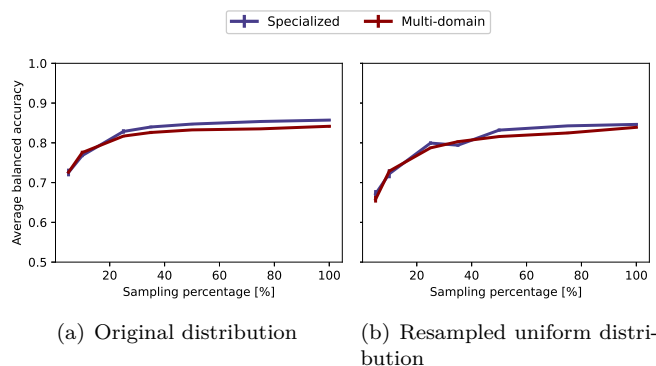 Specialized
Multi-domain
Average balanced accuracy
1.0
0.9
0.8
0.7
0.6
0.5
20
40
60
80
100
Sampling percentage [%]
20
40
60
80
100
Sampling percentage [%]
(a) Original distribution
(b) Resampled uniform distri-
bution